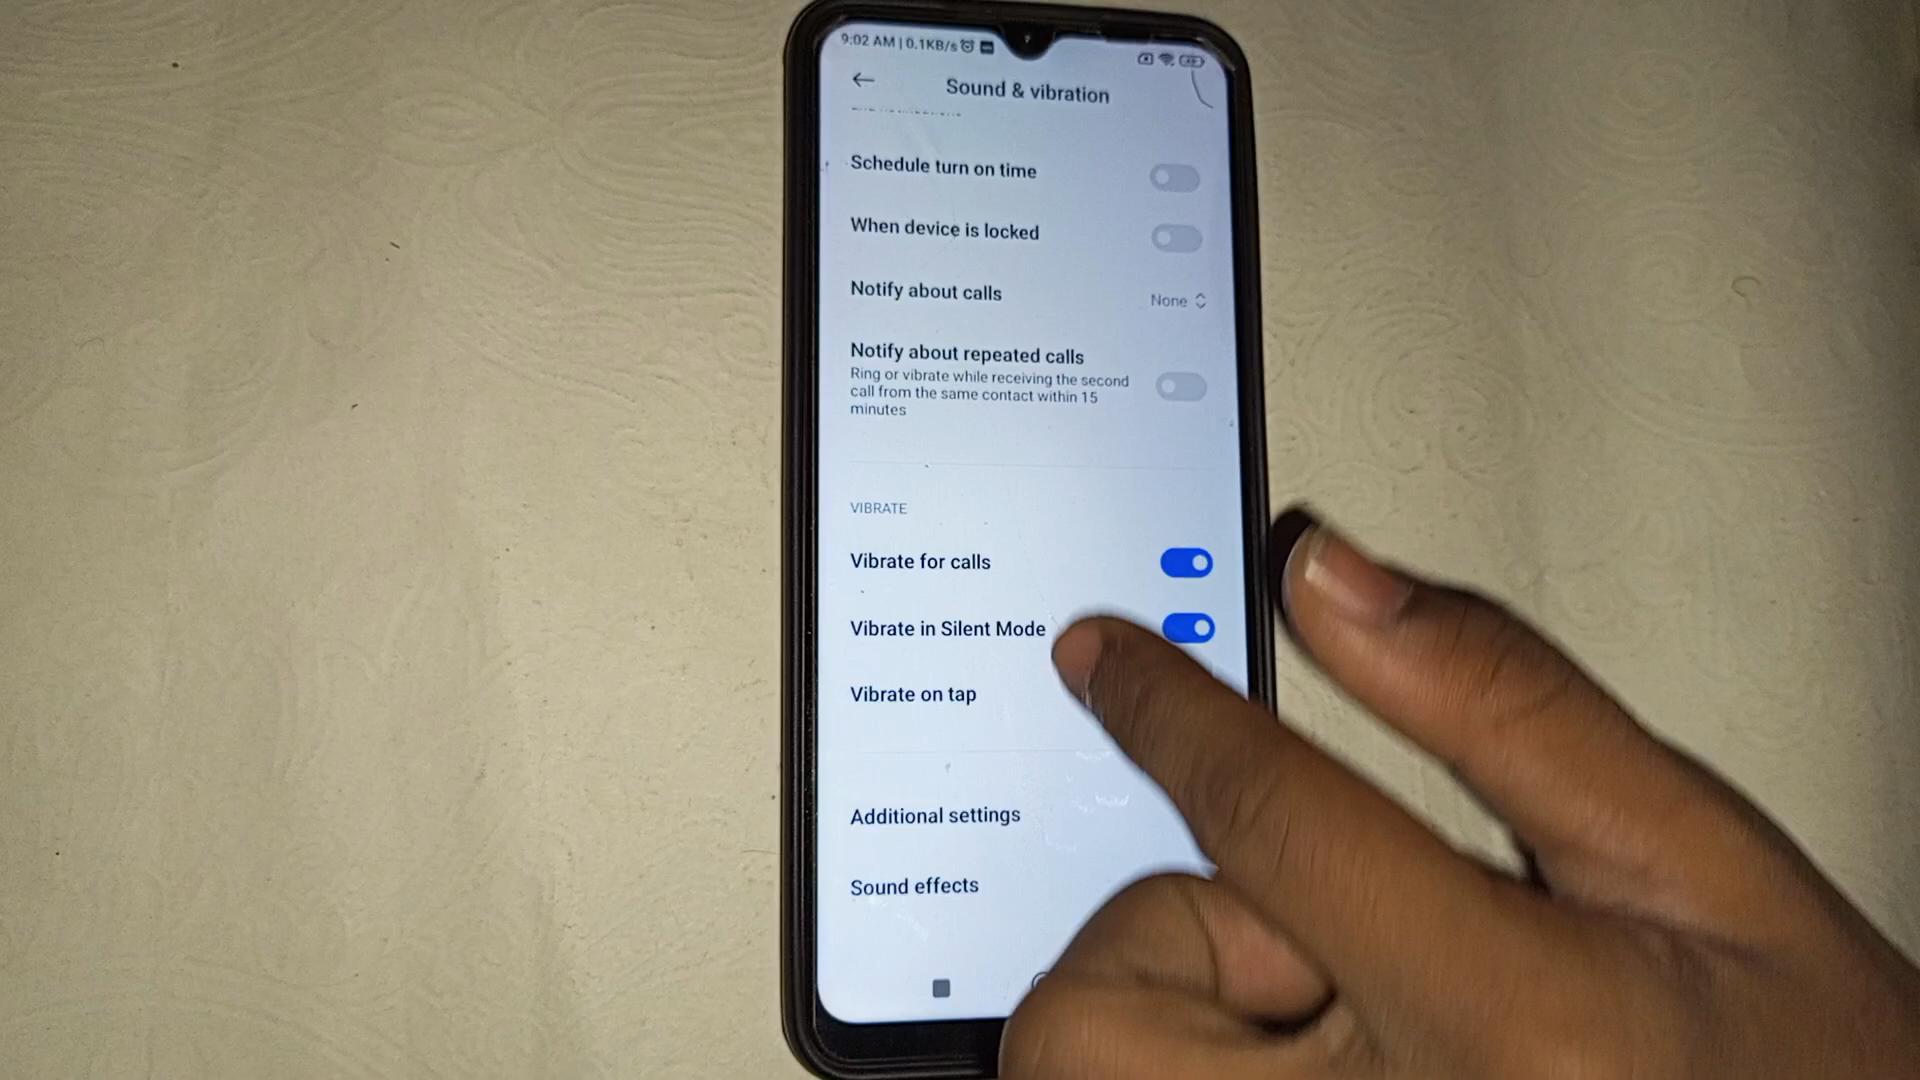 9:02 AM | 0.1KB/s
Sound & vibration
Schedule turn on time
When device is locked
Notify about calls
None
Notify about repeated calls
Ring or vibrate while receiving the second
call from the same contact within 15
minutes
VIBRATE
Vibrate for calls
Vibrate in Silent Mode
Vibrate on tap
Additional settings
Sound effects